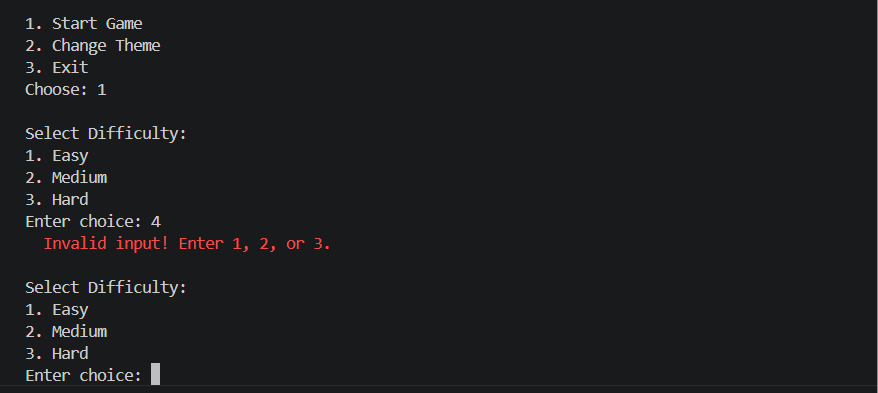 1. Start Game
2. Change Theme
3. Exit
Choose: 1
Select Difficulty:
1. Easy
2. Medium
3. Hard
Enter choice: 4
Invalid input! Enter 1, 2, or 3.
Select Difficulty:
1. Easy
2. Medium
3. Hard
Enter choice: